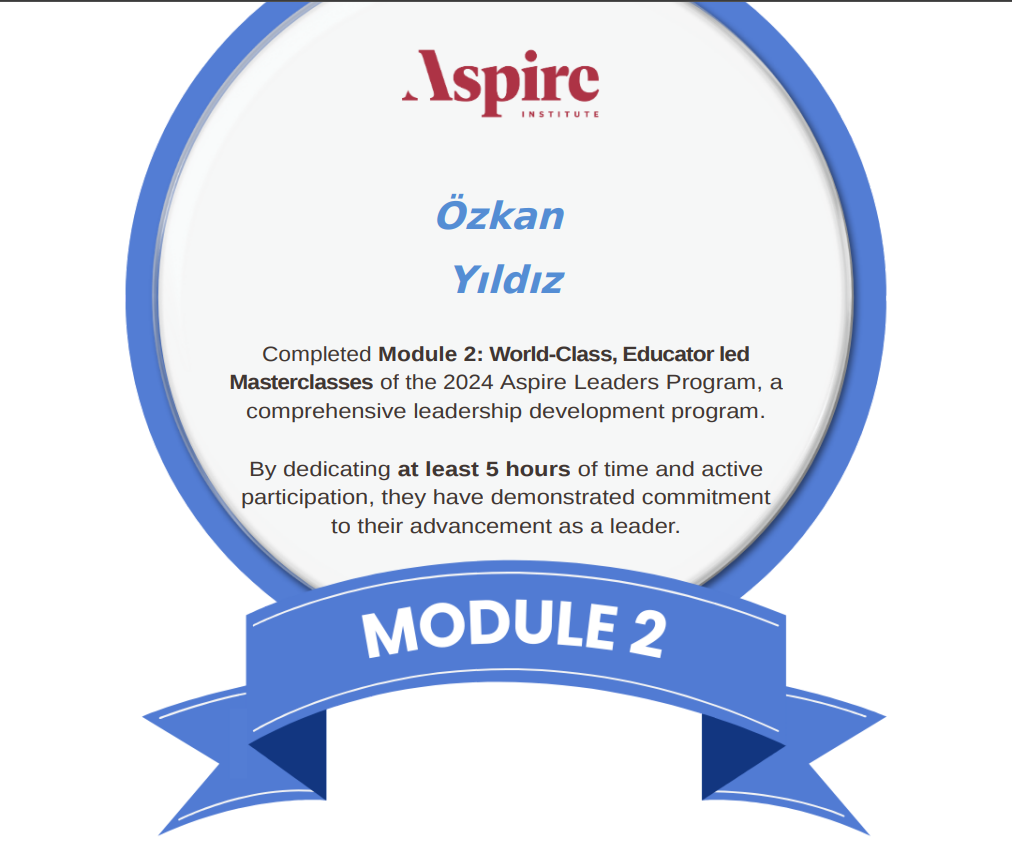 Aspire
INSTITUTE
Özkan
Yıldız
Completed Module 2: World-Class, Educator led
Masterclasses of the 2024 Aspire Leaders Program, a
comprehensive leadership development program.
By dedicating at least 5 hours of time and active
participation, they have demonstrated commitment
to their advancement as a leader.
MODULE 2